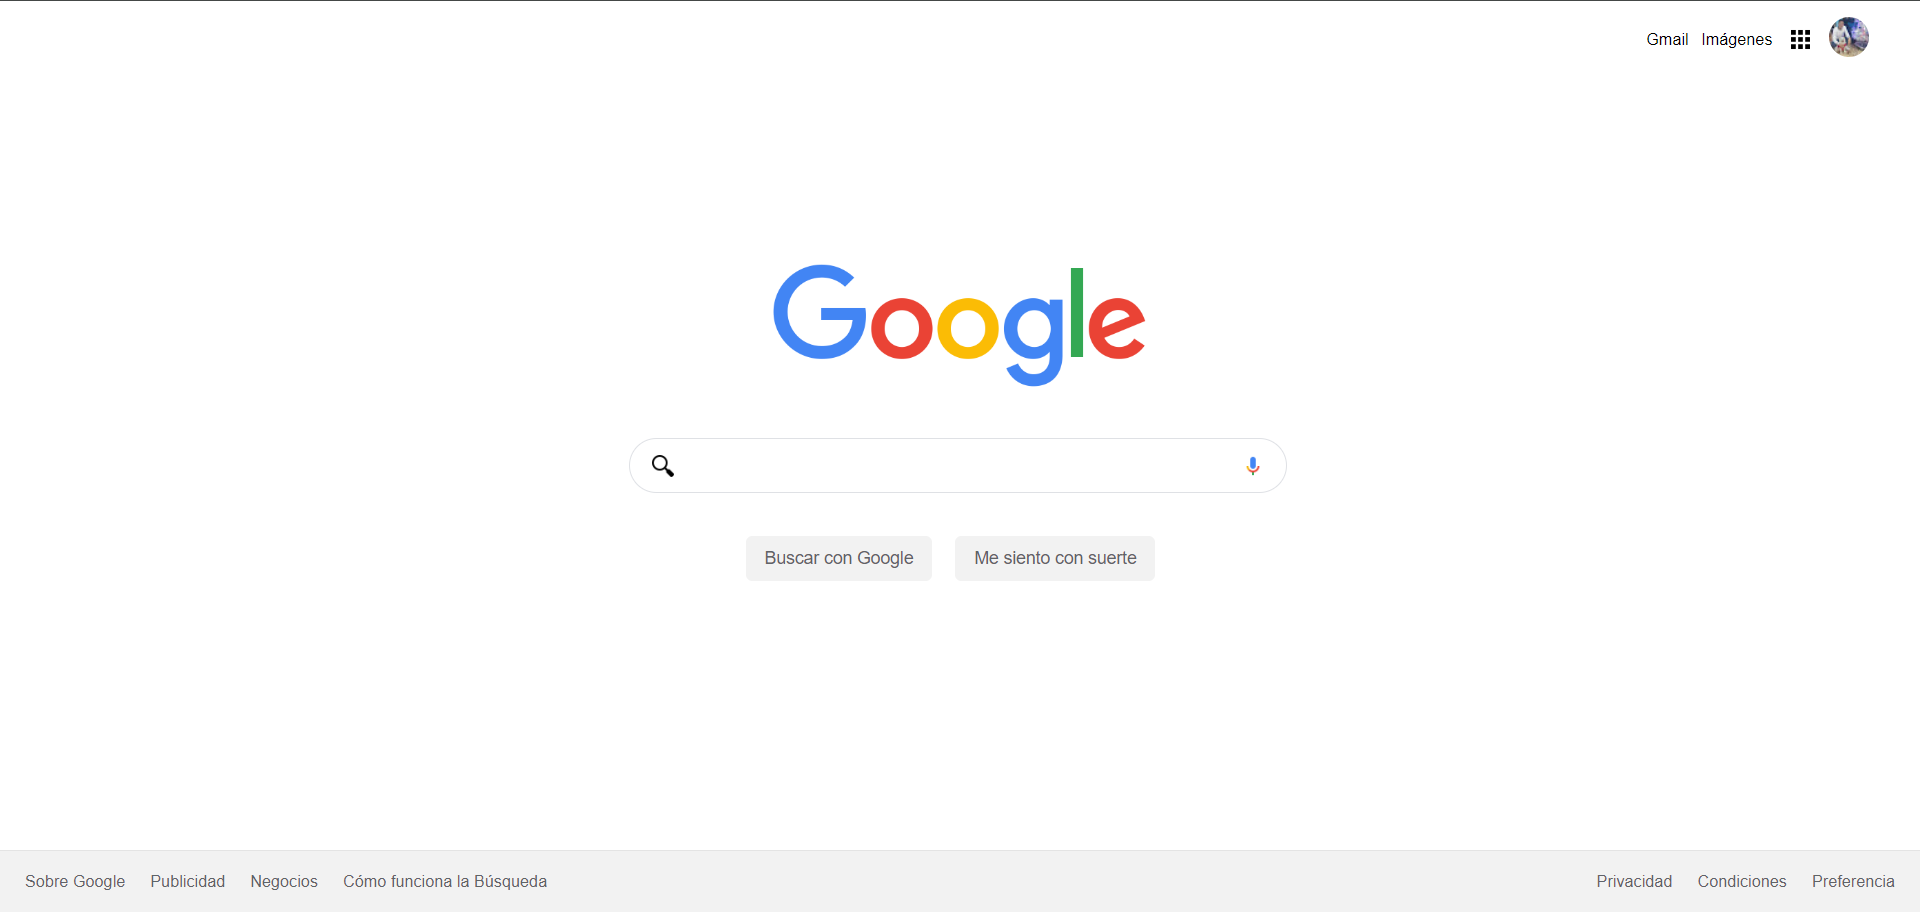 Gmail Imágenes
Google
Buscar con Google Me siento con suerte
Sobre Google Publicidad Negocios Cómo funciona la Búsqueda Privacidad Condiciones Preferencia